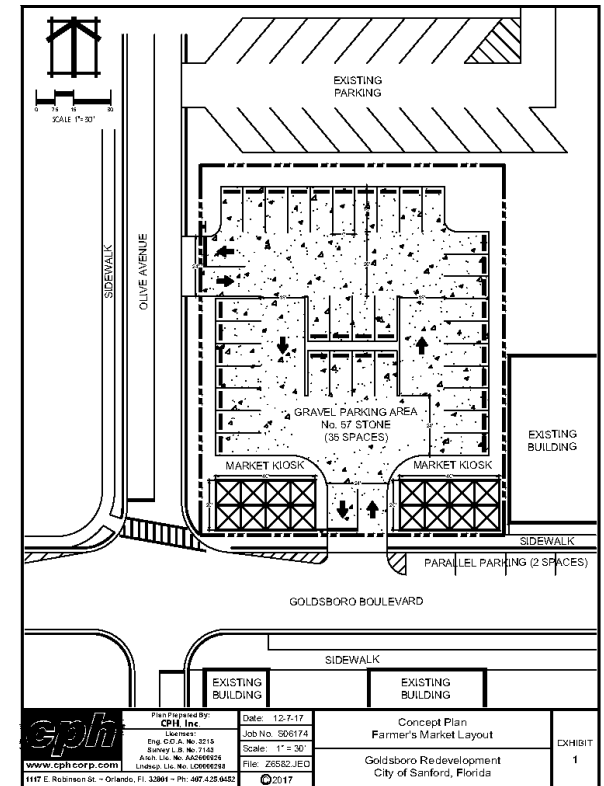 EXISTING
PARKING
SCALE 1"= 30'
SIDEWALK
OLIVE AVENUE
GRAVEL PARKING AREA
No. 57 STONE
(35 SPACES)
EXISTING
BUILDING
MARKET KIOSK
MARKET KIOSK
SIDEWALK
PARALLEL PARKING (2 SPACES)
GOLDSBORO BOULEVARD
SIDEWALK
EXISTING
BUILDING
EXISTING
BUILDING
cph
www.cphcorp.com
Plan Prepared By:
CPH, Inc.
Licenses:
Eng. C.O.A. No. 3215
Survey L.B. No. 7143
Arch. Lic. No. AA2600926
Lndscp. Lic. No. LC0000298
1117 E. Robinson St. ~ Orlando, Fl. 32801 ~ Ph: 407.425.0452
Date: 12-7-17
Job No. S06174
Scale: 1" = 30'
File: Z6582.JEO
©2017
Concept Plan
Farmer's Market Layout
Goldsboro Redevelopment
City of Sanford, Florida
EXHIBIT
1